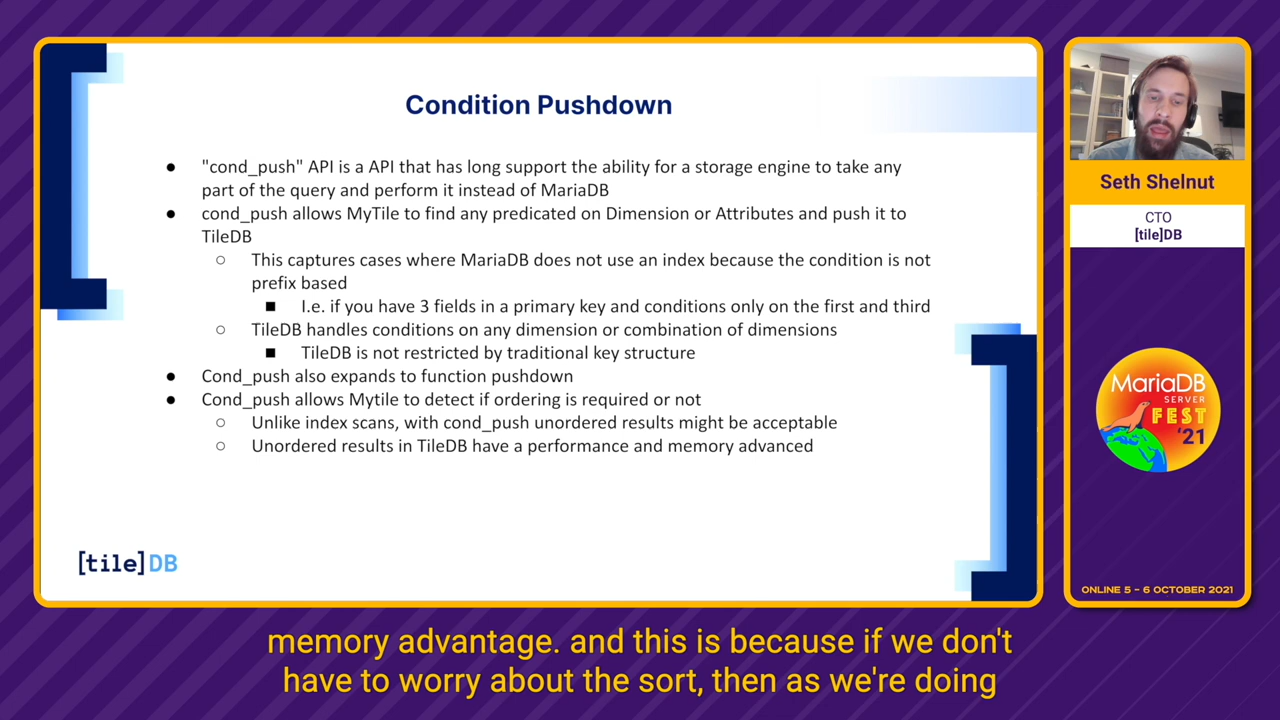 Condition Pushdown
● "cond_push" API is a API that has long support the ability for a storage engine to take any
part of the query and perform it instead of MariaDB
● cond_push allows MyTile to find any predicated on Dimension or Attributes and push it to
TileDB
○ This captures cases where MariaDB does not use an index because the condition is not
prefix based
■ I.e. if you have 3 fields in a primary key and conditions only on the first and third
○ TileDB handles conditions on any dimension or combination of dimensions
■ TileDB is not restricted by traditional key structure
● Cond_push also expands to function pushdown
● Cond_push allows Mytile to detect if ordering is required or not
○ Unlike index scans, with cond_push unordered results might be acceptable
○ Unordered results in TileDB have a performance and memory advanced
[tile]DB
Seth Shelnut
CTO
[tile]DB
MariaDB
SERVER
FEST
'21
ONLINE 5 – 6 OCTOBER 2021
memory advantage. and this is because if we don't
have to worry about the sort, then as we're doing